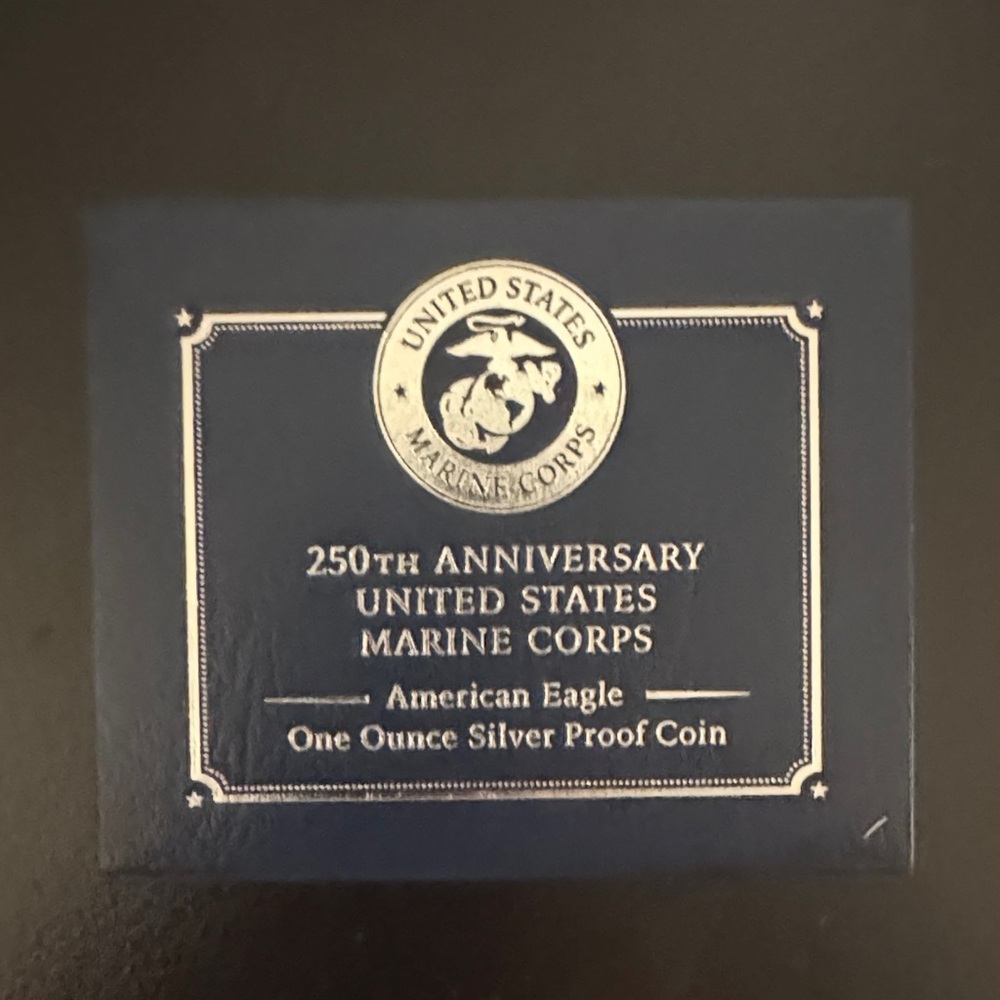 UNITED STATES
MARINE CORPS
250TH ANNIVERSARY
UNITED STATES
MARINE CORPS
American Eagle
One Ounce Silver Proof Coin